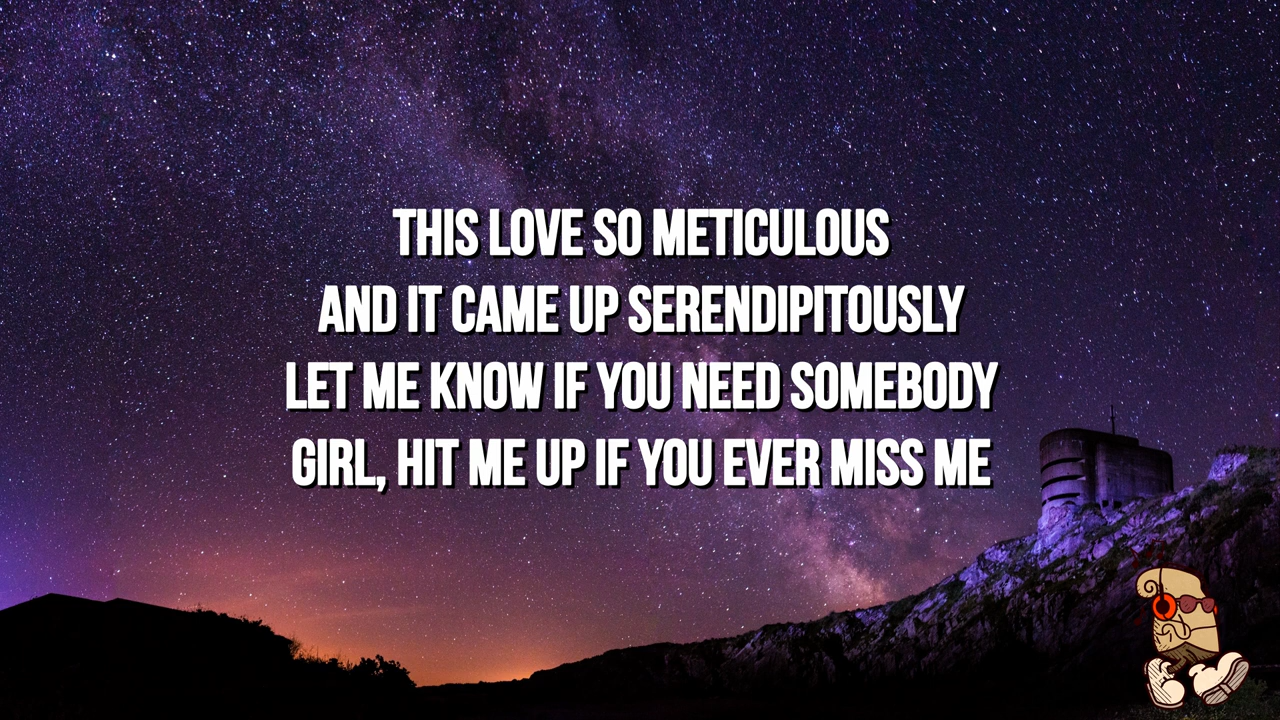 THIS LOVE SO METICULOUS
AND IT CAME UP SERENDIPITOUSLY
LET ME KNOW IF YOU NEED SOMEBODY
GIRL, HIT ME UP IF YOU EVER MISS ME